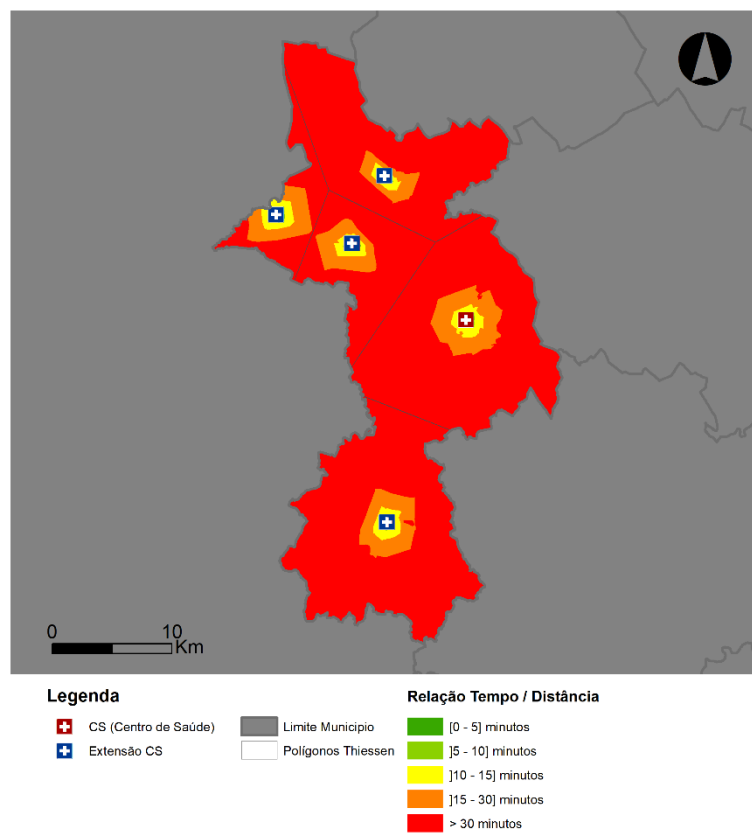 0 10
Km
Legenda
CS (Centro de Saúde)
Extensão CS
Limite Municipio
Polígonos Thiessen
Relação Tempo / Distância
[0 - 5] minutos
]5 - 10] minutos
]10 - 15] minutos
]15 - 30] minutos
> 30 minutos